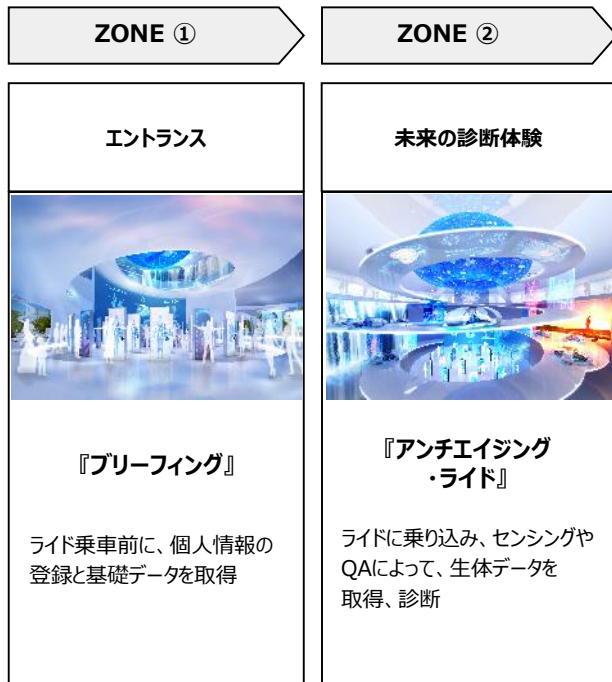 ZONE ①
エントランス
『ブリーフィング』
ライド乗車前に、個人情報の
登録と基礎データを取得
ZONE ②
未来の診断体験
『アンチエイジング
・ライド』
ライドに乗り込み、センシングや
QAによって、生体データを
取得、診断